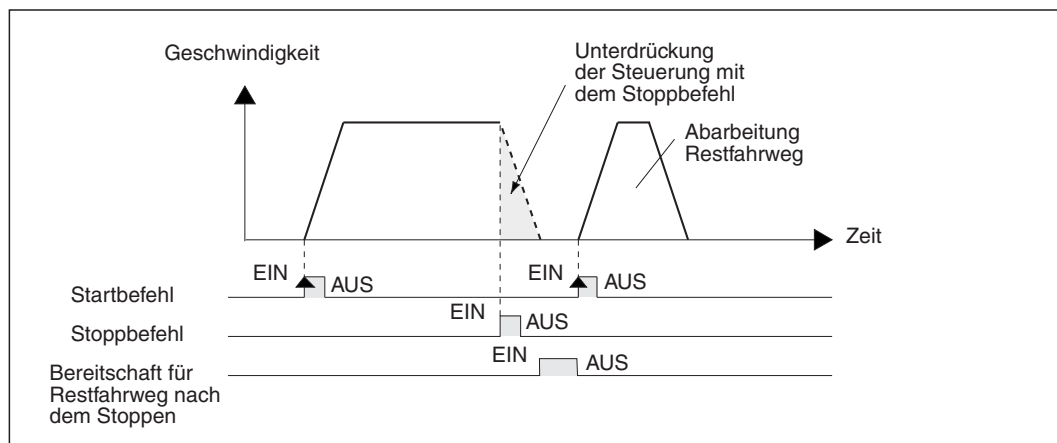 Geschwindigkeit
Unterdrückung
der Steuerung mit
dem Stoppbefehl
Abarbeitung
Restfahrweg
Zeit
EIN
AUS
EIN
AUS
Startbefehl
EIN
AUS
Stoppbefehl
EIN
AUS
Bereitschaft für
Restfahrweg nach
dem Stoppen